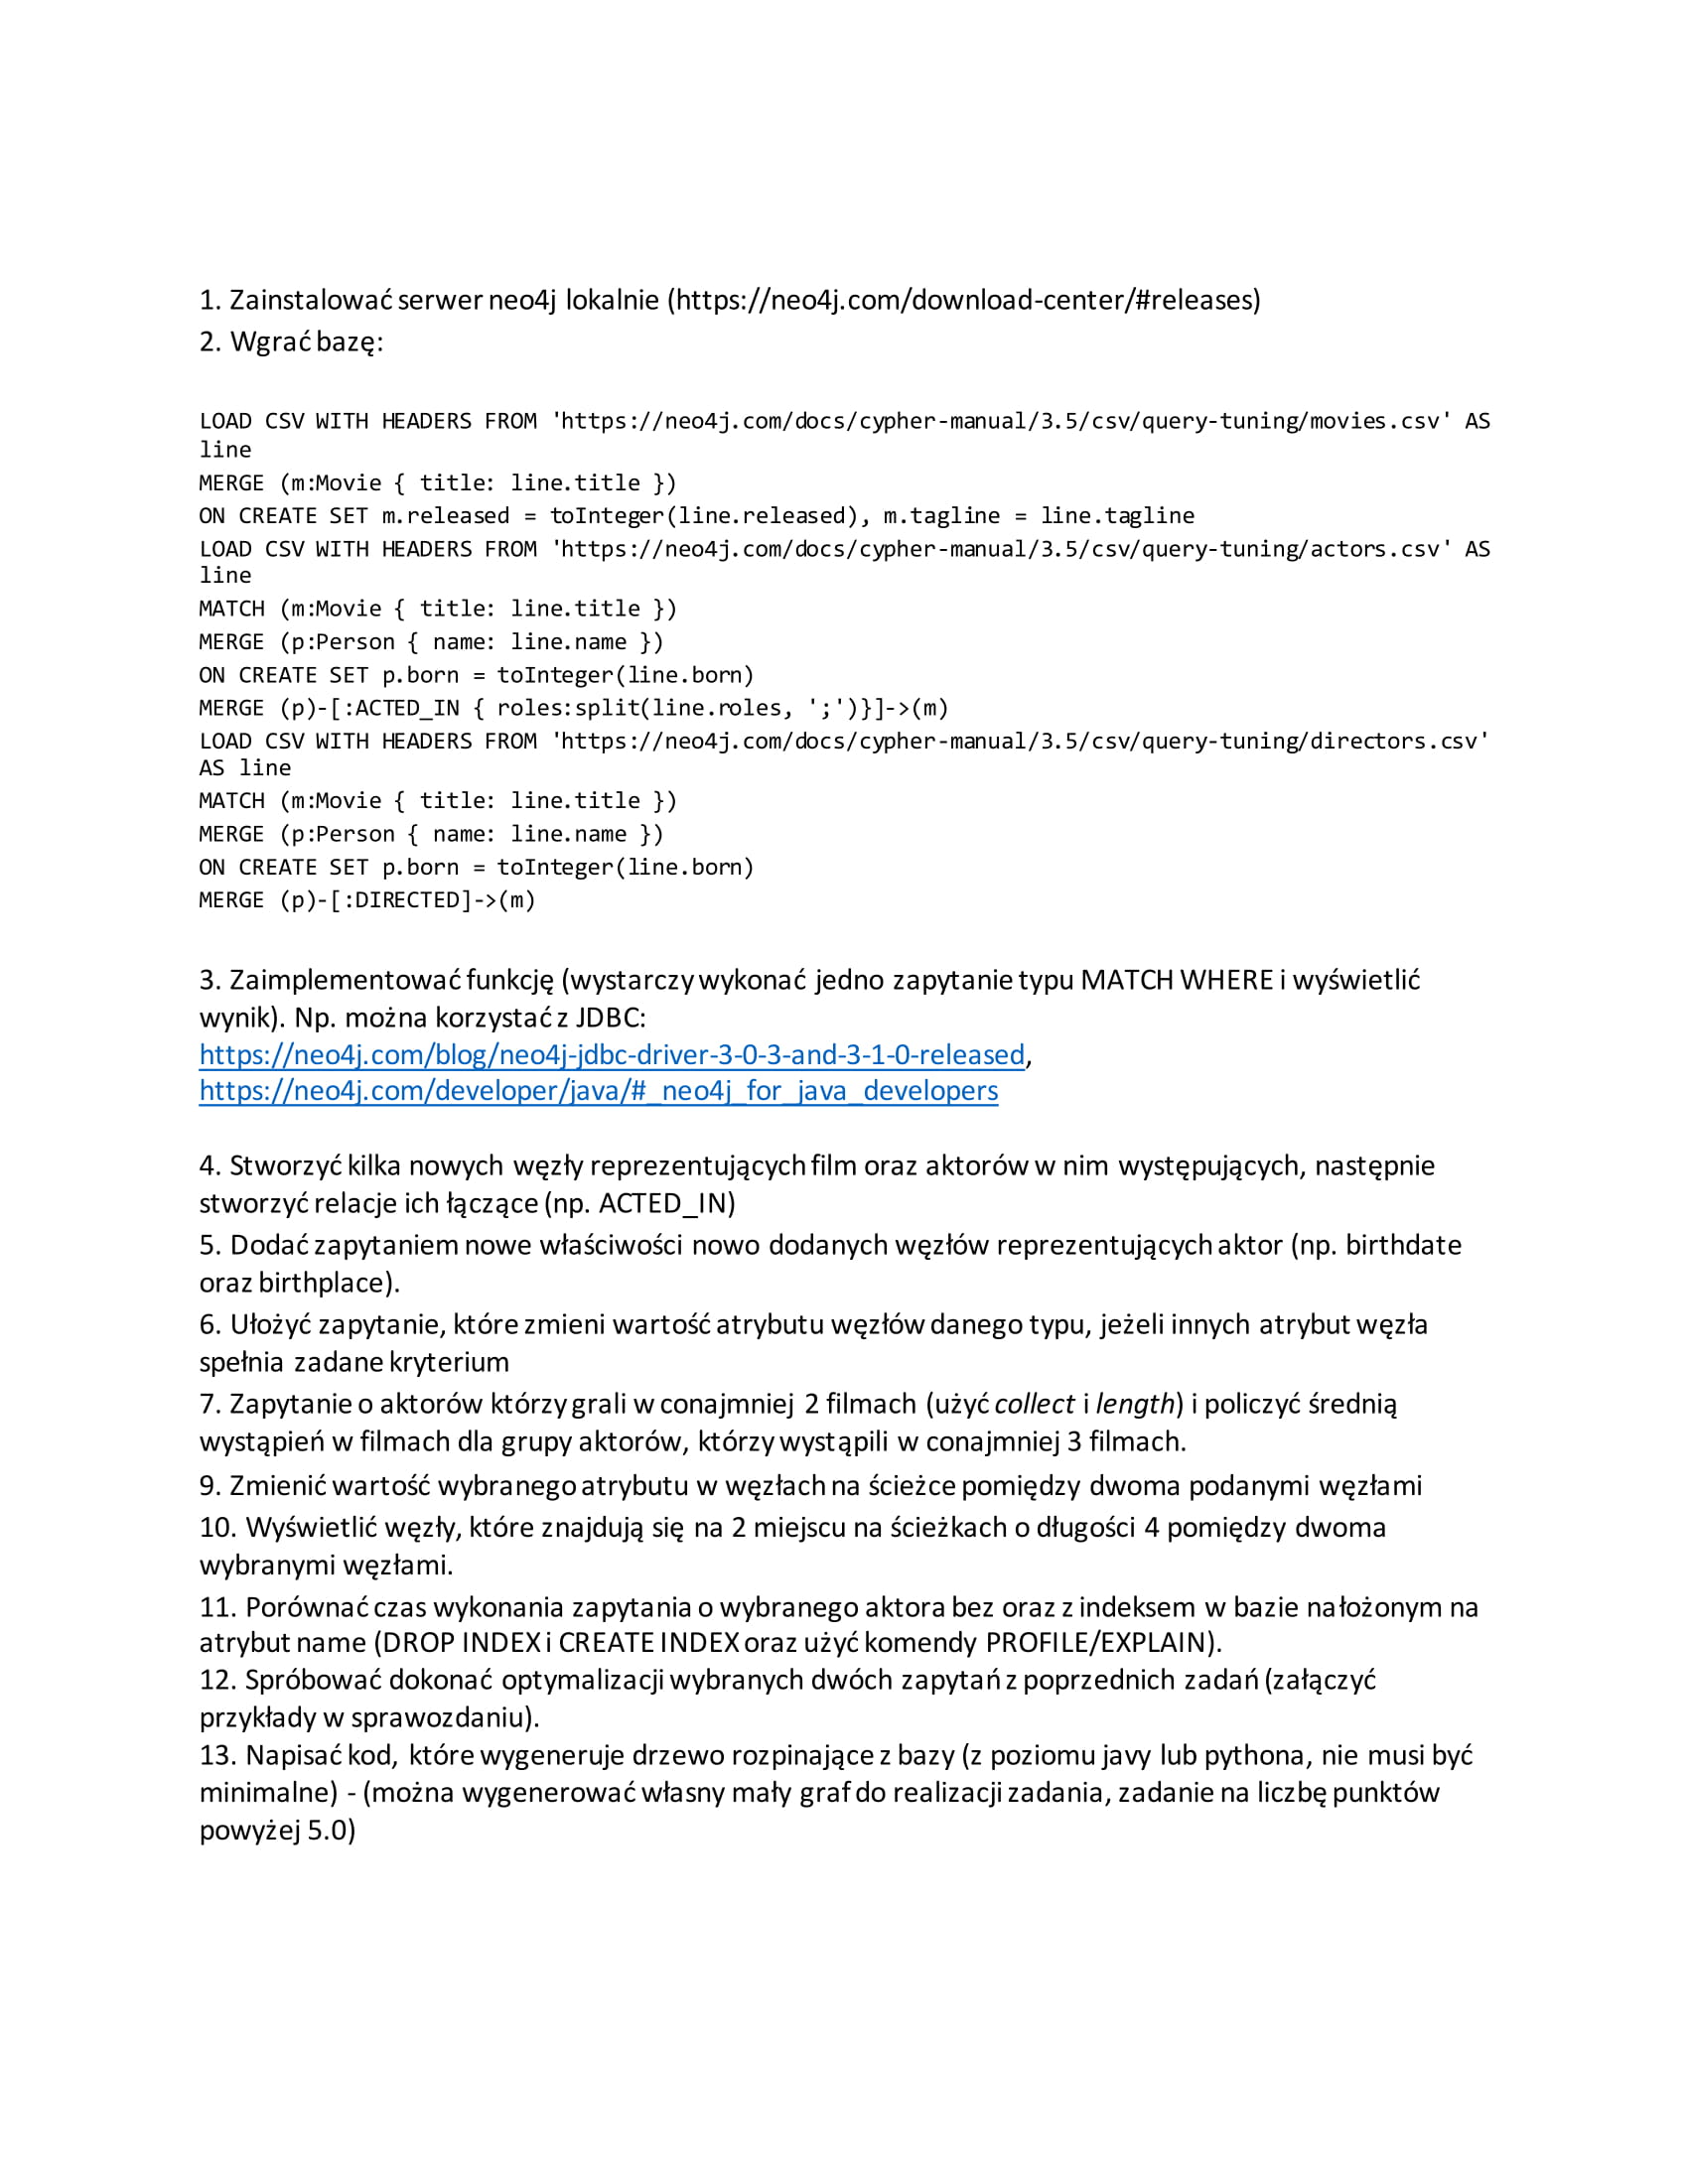 1. Zainstalować serwer neo4j lokalnie (https://neo4j.com/download-center/#releases)
2. Wgrać bazę:
LOAD CSV WITH HEADERS FROM 'https://neo4j.com/docs/cypher-manual/3.5/csv/query-tuning/movies.csv' AS
line
MERGE (m:Movie { title: line.title })
ON CREATE SET m.released = toInteger(line.released), m.tagline = line.tagline
LOAD CSV WITH HEADERS FROM 'https://neo4j.com/docs/cypher-manual/3.5/csv/query-tuning/actors.csv' AS
line
MATCH (m:Movie { title: line.title })
MERGE (p:Person { name: line.name })
ON CREATE SET p.born = toInteger(line.born)
MERGE (p)-[:ACTED_IN { roles:split(line.roles, ';')}]->(m)
LOAD CSV WITH HEADERS FROM 'https://neo4j.com/docs/cypher-manual/3.5/csv/query-tuning/directors.csv'
AS line
MATCH (m:Movie { title: line.title })
MERGE (p:Person { name: line.name })
ON CREATE SET p.born = toInteger(line.born)
MERGE (p)-[:DIRECTED]->(m)
3. Zaimplementować funkcję (wystarczy wykonać jedno zapytanie typu MATCH WHERE i wyświetlić
wynik). Np. można korzystać z JDBC:
https://neo4j.com/blog/neo4j-jdbc-driver-3-0-3-and-3-1-0-released,
https://neo4j.com/developer/java/#_neo4j_for_java_developers
4. Stworzyć kilka nowych węzły reprezentujących film oraz aktorów w nim występujących, następnie
stworzyć relacje ich łączące (np. ACTED_IN)
5. Dodać zapytaniem nowe właściwości nowo dodanych węzłów reprezentujących aktor (np. birthdate
oraz birthplace).
6. Ułożyć zapytanie, które zmieni wartość atrybutu węzłów danego typu, jeżeli innych atrybut węzła
spełnia zadane kryterium
7. Zapytanie o aktorów którzy grali w conajmniej 2 filmach (użyć collect i length) i policzyć średnią
wystąpień w filmach dla grupy aktorów, którzy wystąpili w conajmniej 3 filmach.
9. Zmienić wartość wybranego atrybutu w węzłach na ścieżce pomiędzy dwoma podanymi węzłami
10. Wyświetlić węzły, które znajdują się na 2 miejscu na ścieżkach o długości 4 pomiędzy dwoma
wybranymi węzłami.
11. Porównać czas wykonania zapytania o wybranego aktora bez oraz z indeksem w bazie nałożonym na
atrybut name (DROP INDEX i CREATE INDEX oraz użyć komendy PROFILE/EXPLAIN).
12. Spróbować dokonać optymalizacji wybranych dwóch zapytań z poprzednich zadań (załączyć
przykłady w sprawozdaniu).
13. Napisać kod, które wygeneruje drzewo rozpinające z bazy (z poziomu javy lub pythona, nie musi być
minimalne) - (można wygenerować własny mały graf do realizacji zadania, zadanie na liczbę punktów
powyżej 5.0)